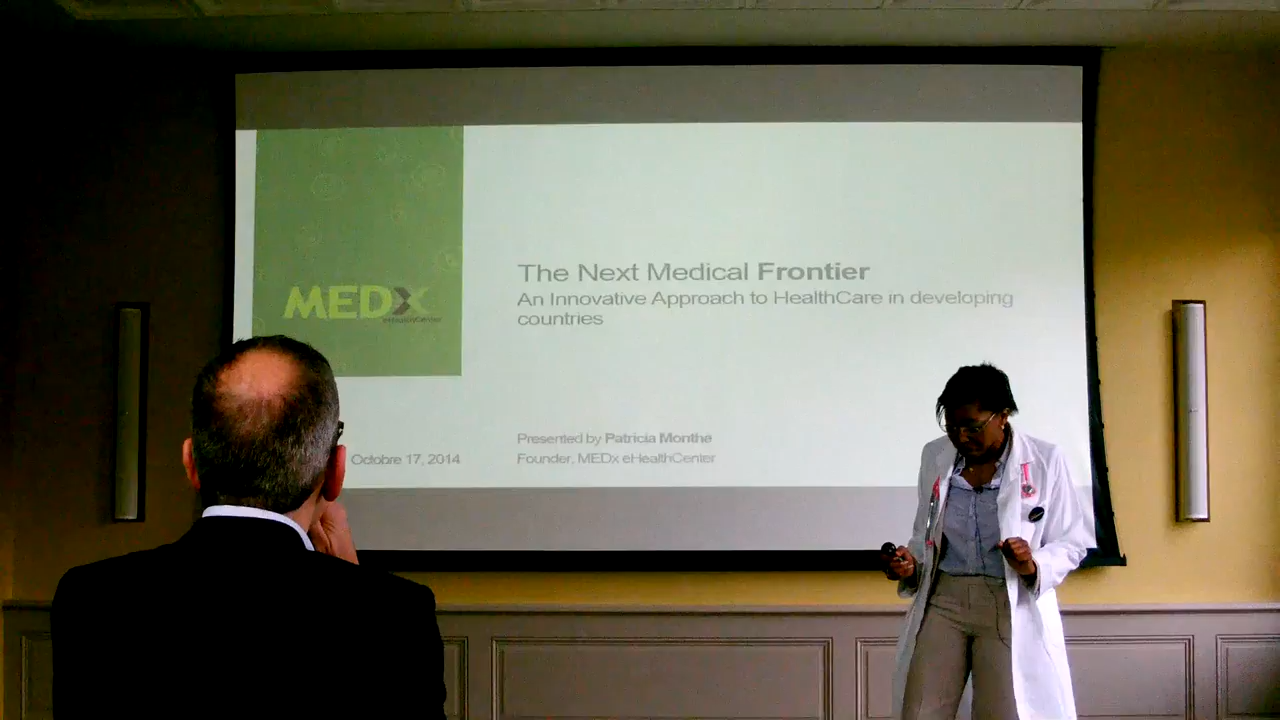 MEDX
eHealthCenter
The Next Medical Frontier
An Innovative Approach to HealthCare in developing
countries
Presented by Patricia Monthe
Octobre 17, 2014
Founder, MEDx eHealthCenter